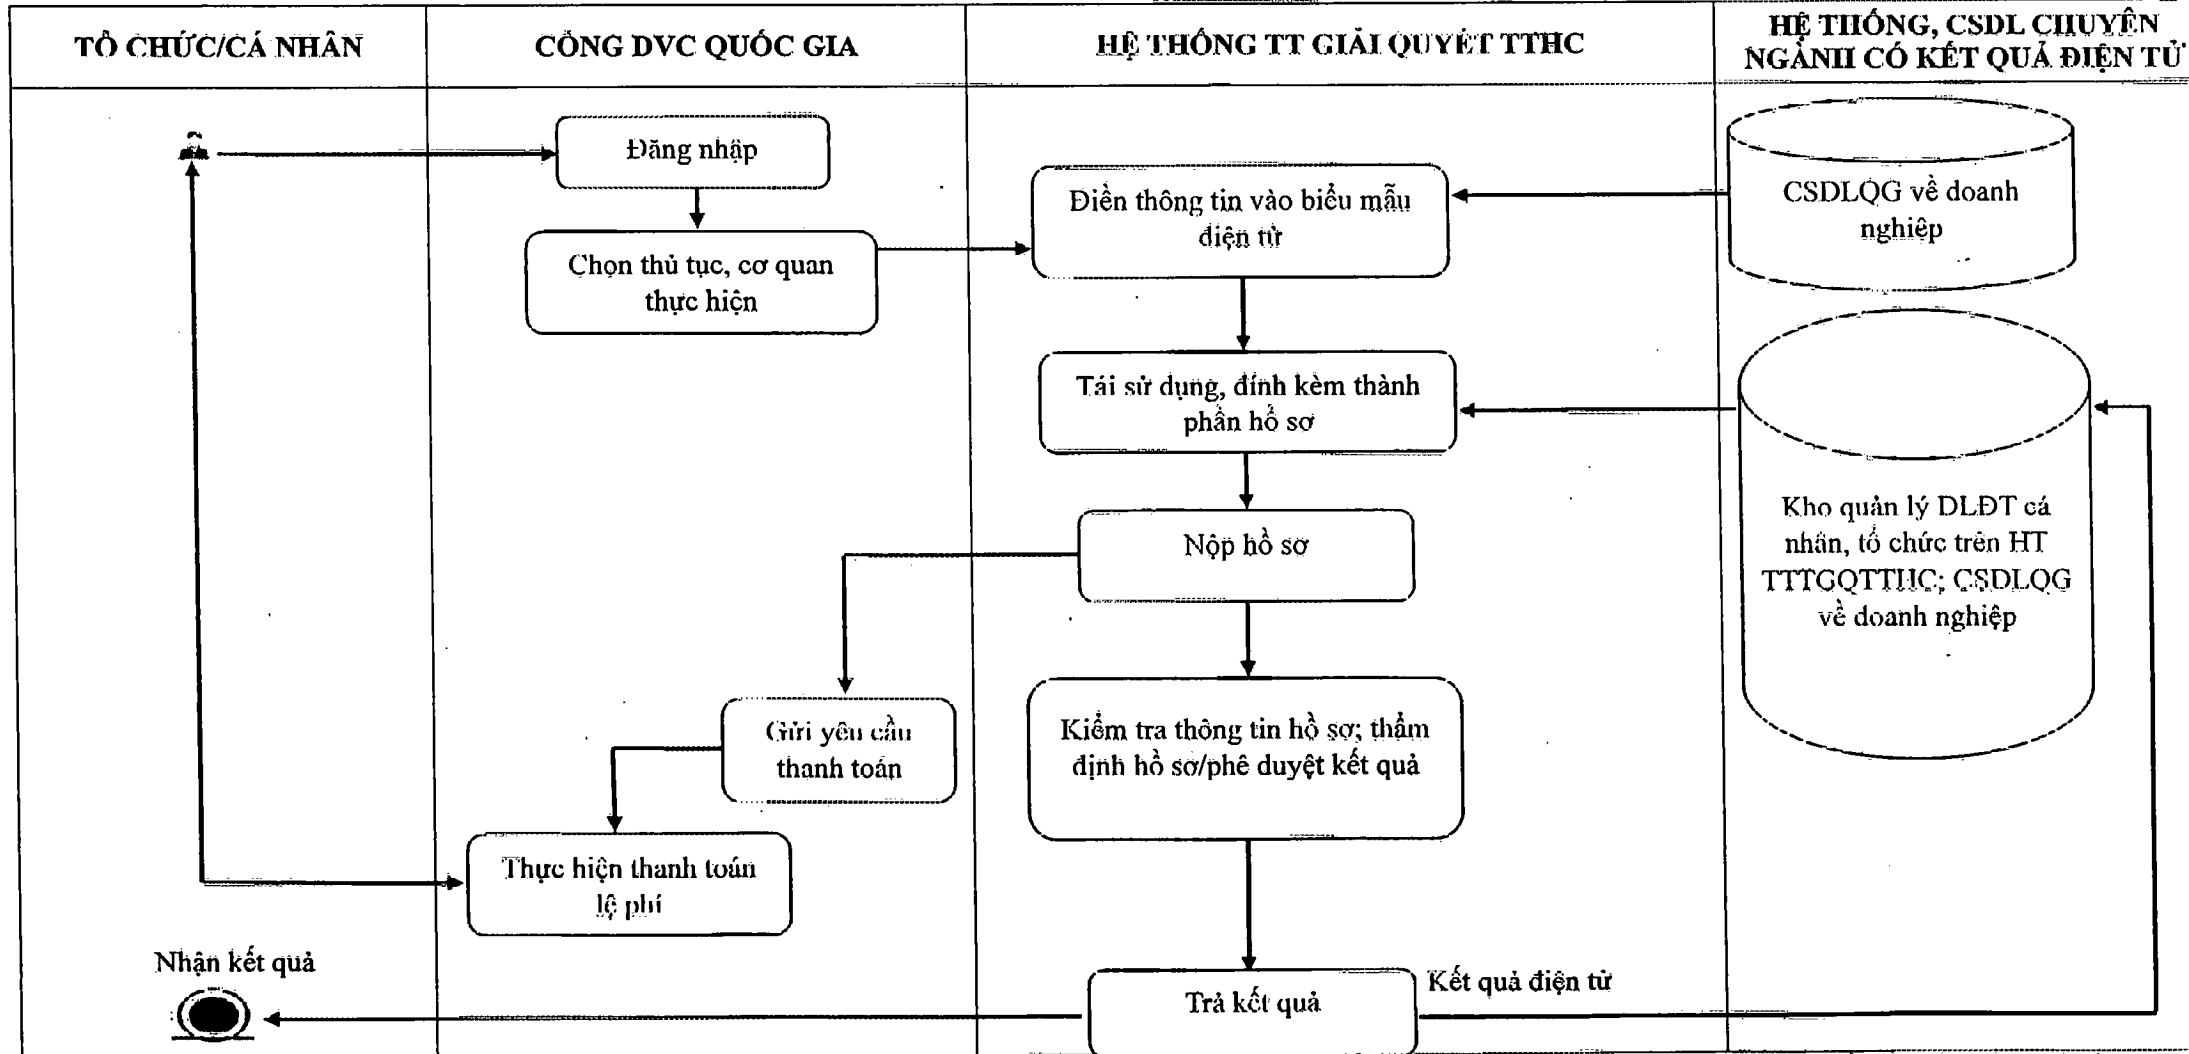 TỔ CHỨC/CÁ NHÂN
CỔNG DVC QUỐC GIA
HỆ THỐNG TT GIẢI QUYẾT TTHC
HỆ THỐNG, CSDL CHUYÊN
NGÀNH CÓ KẾT QUẢ ĐIỆN TỬ
Đăng nhập
Chọn thủ tục, cơ quan
thực hiện
Điền thông tin vào biểu mẫu
điện tử
CSDLQG về doanh
nghiệp
Tái sử dụng, đính kèm thành
phần hồ sơ
Kho quản lý DLĐT cá
nhân, tổ chức trên HT
TTTGQTTHC; CSDLQG
về doanh nghiệp
Nộp hồ sơ
Gửi yêu cầu
thanh toán
Kiểm tra thông tin hồ sơ; thẩm
định hồ sơ/phê duyệt kết quả
Thực hiện thanh toán
lệ phí
Nhận kết quả
Trả kết quả
Kết quả điện tử